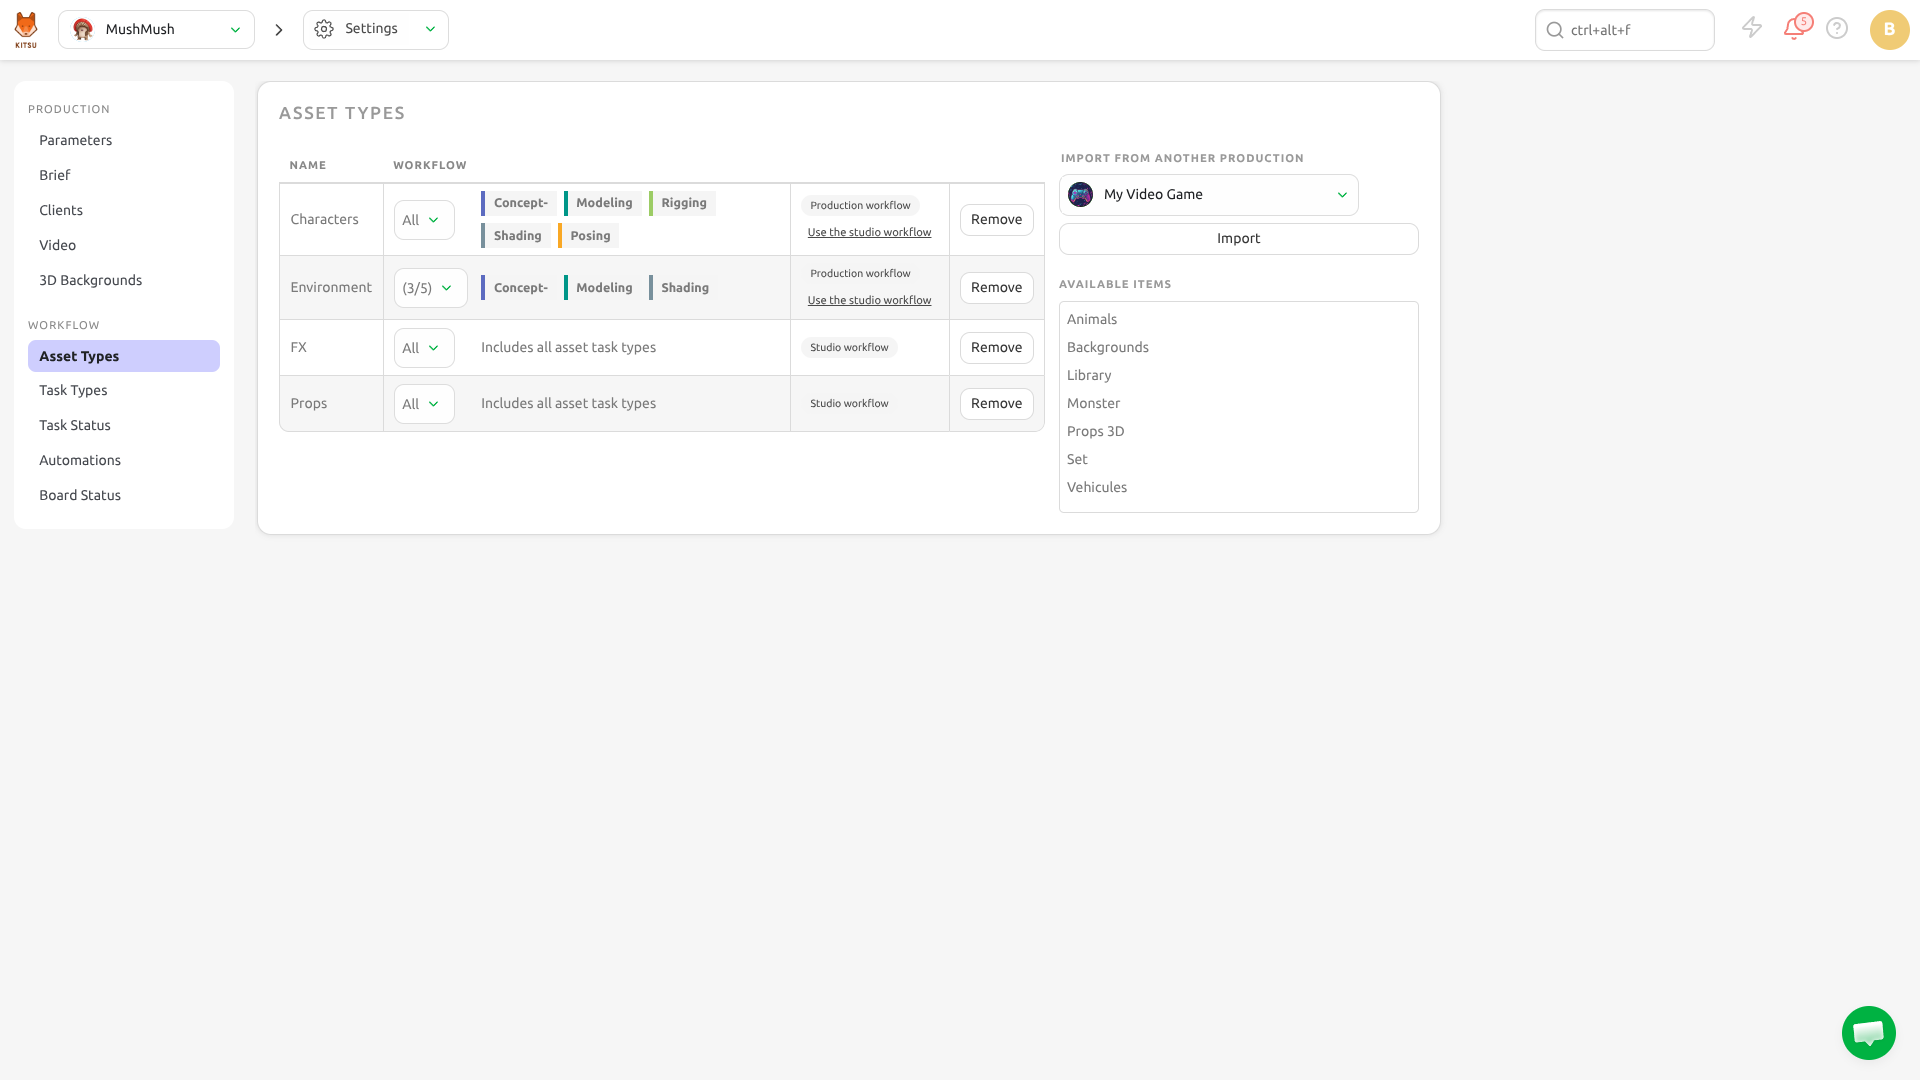 KITSU
MushMush
Settings
ctrl+alt+f
5
B
PRODUCTION
Parameters
Brief
Clients
Video
3D Backgrounds
WORKFLOW
Asset Types
Task Types
Task Status
Automations
Board Status
ASSET TYPES
NAME WORKFLOW
Characters All Concept- Modeling Rigging
Shading Posing
Production workflow
Use the studio workflow
Remove
Environment (3/5) Concept- Modeling Shading
Production workflow
Use the studio workflow
Remove
FX All Includes all asset task types Studio workflow Remove
Props All Includes all asset task types Studio workflow Remove
IMPORT FROM ANOTHER PRODUCTION
My Video Game
Import
AVAILABLE ITEMS
Animals
Backgrounds
Library
Monster
Props 3D
Set
Vehicules